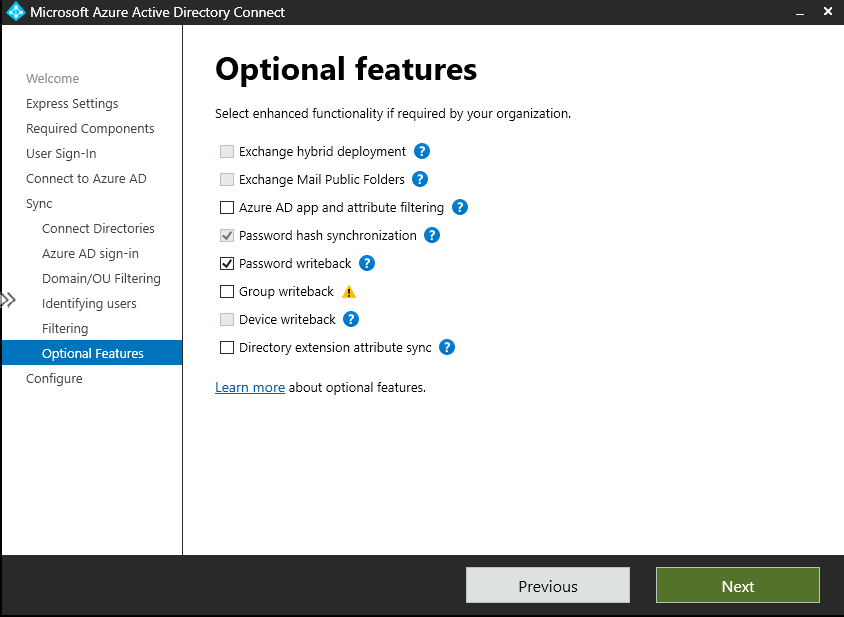 Microsoft Azure Active Directory Connect
Welcome
Express Settings
Required Components
User Sign-In
Connect to Azure AD
Sync
Connect Directories
Azure AD sign-in
Domain/OU Filtering
Identifying users
Filtering
Optional Features
Configure
Optional features
Select enhanced functionality if required by your organization.
Exchange hybrid deployment ?
Exchange Mail Public Folders ?
Azure AD app and attribute filtering ?
Password hash synchronization ?
Password writeback ?
Group writeback
Device writeback ?
Directory extension attribute sync ?
Learn more about optional features.
Previous
Next